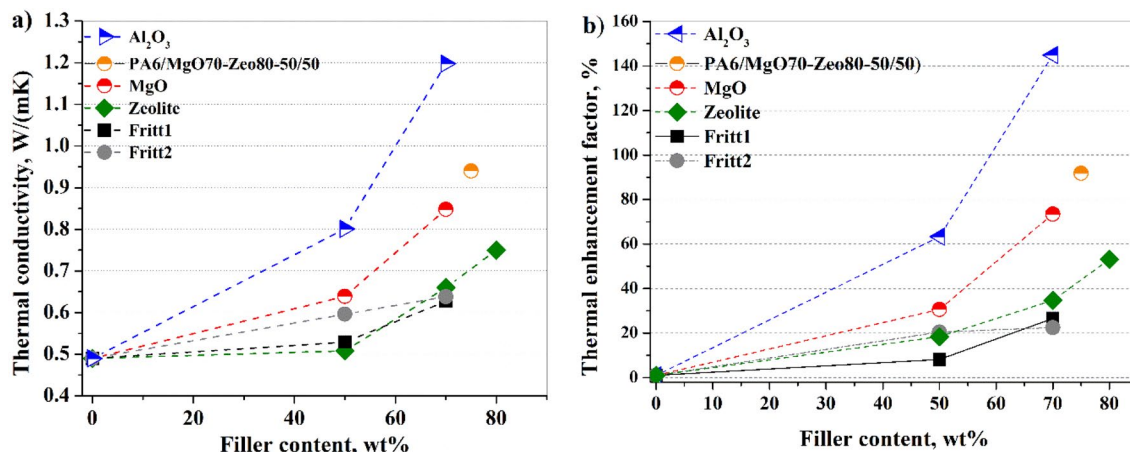 a)
Thermal conductivity, W/(mK)
1.3
1.2
1.1
1.0
0.9
0.8
0.7
0.6
0.5
0.4
Al₂O₃
PA6/MgO70-Zeo80-50/50
MgO
Zeolite
Fritt1
Fritt2
0 20 40 60 80
Filler content, wt%
b)
Thermal enhancement factor, %
160
140
120
100
80
60
40
20
0
Al₂O₃
PA6/MgO70-Zeo80-50/50)
MgO
Zeolite
Fritt1
Fritt2
0 10 20 30 40 50 60 70 80
Filler content, wt%